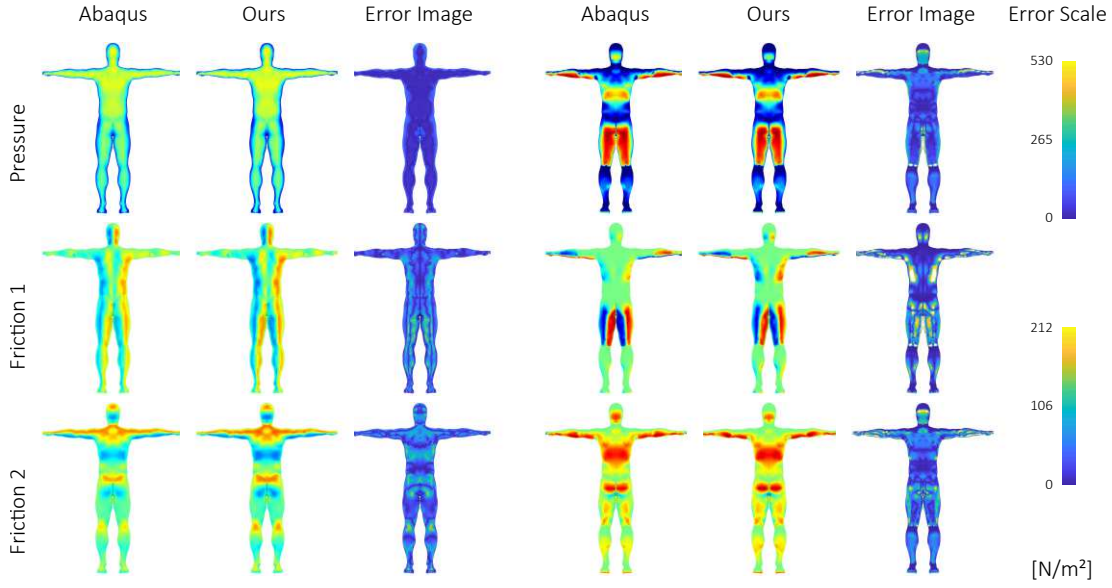 Abaqus Ours Error Image Abaqus Ours Error Image Error Scale
Pressure
530
265
0
Friction 1
212
106
0
Friction 2
[N/m²]